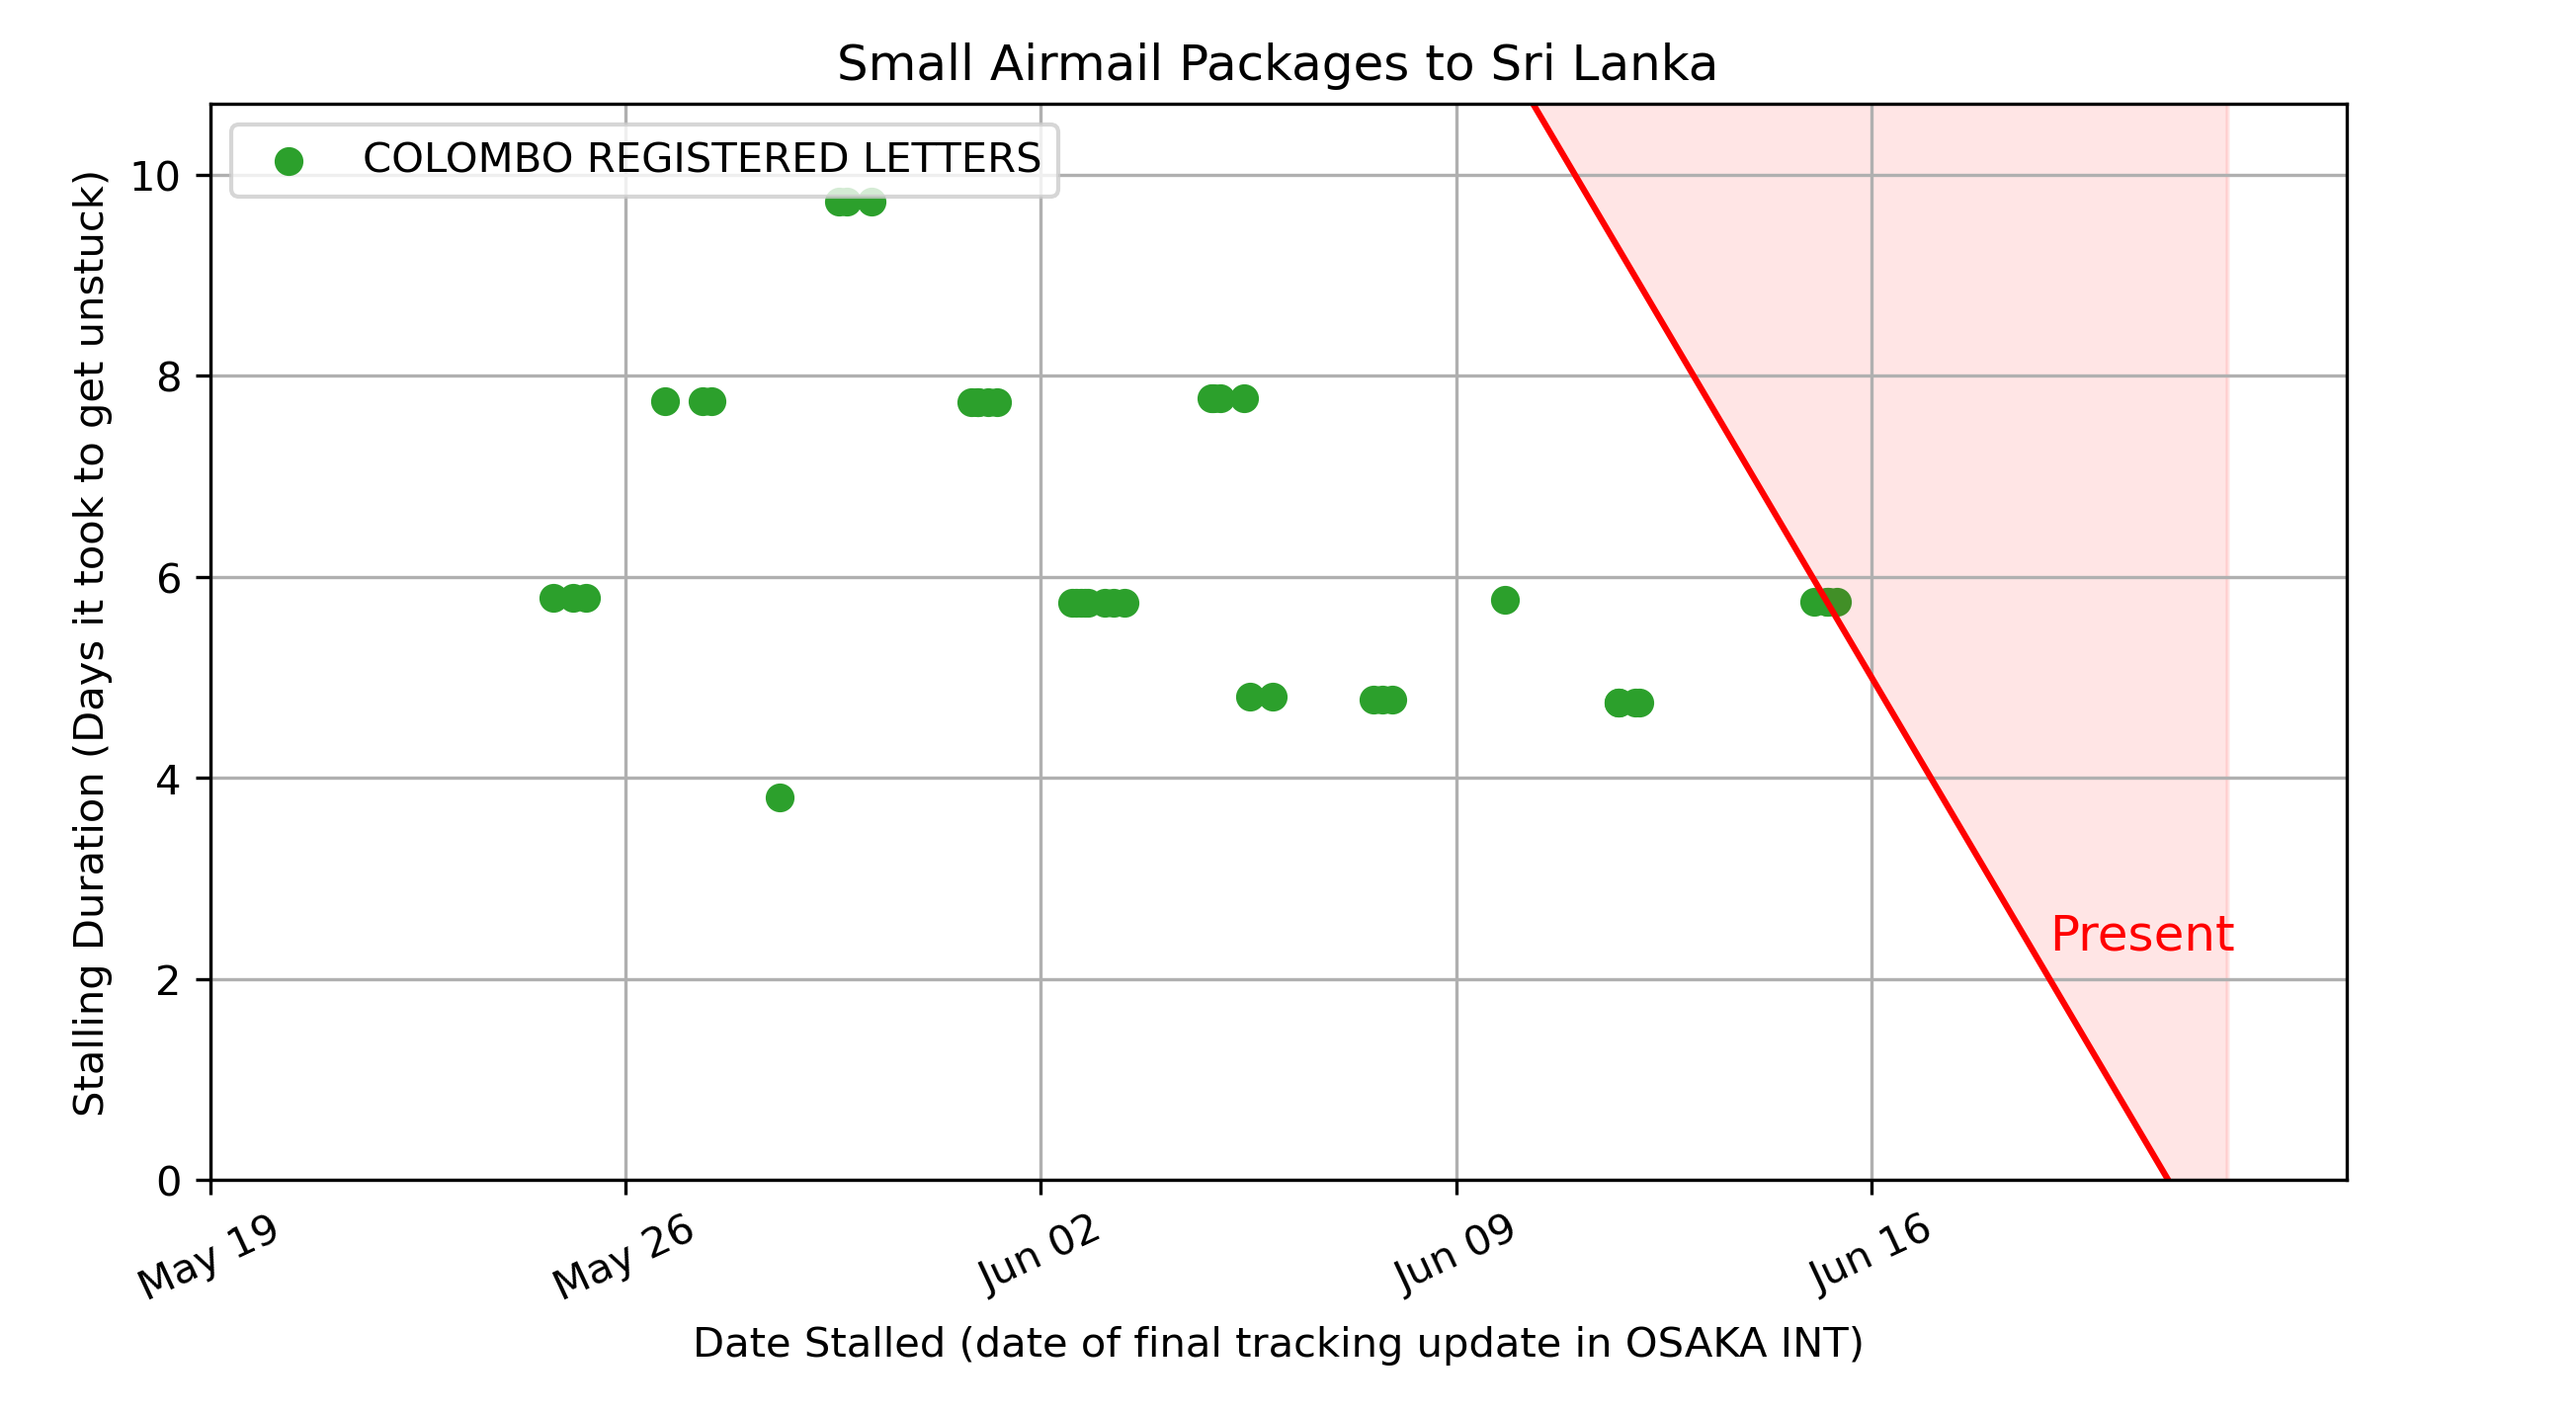 Small Airmail Packages to Sri Lanka
COLOMBO REGISTERED LETTERS
Stalling Duration (Days it took to get unstuck)
10
8
6
4
2
0
Present
May 19
May 26
Jun 02
Jun 09
Jun 16
Date Stalled (date of final tracking update in OSAKA INT)